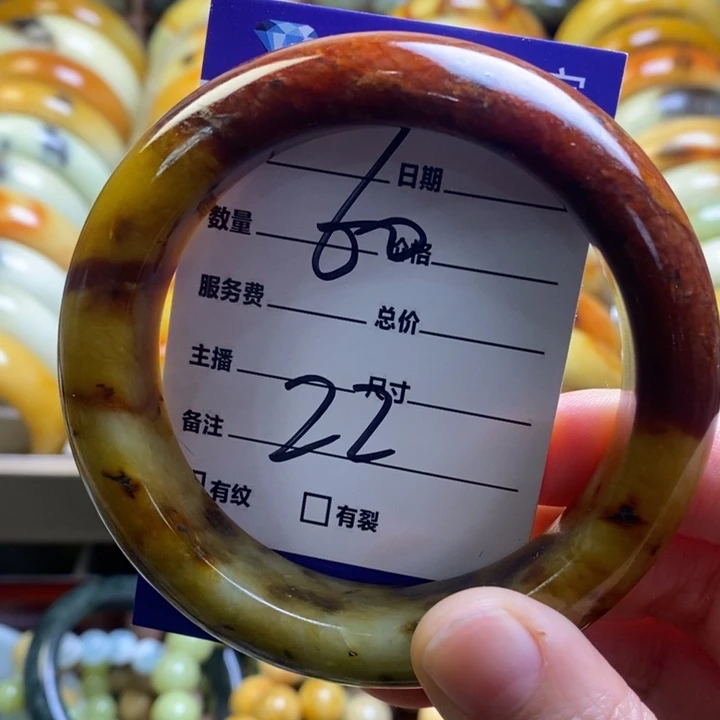 日期
数量 60 价格
服务费 总价
主播 尺寸
22
备注
有纹 有裂